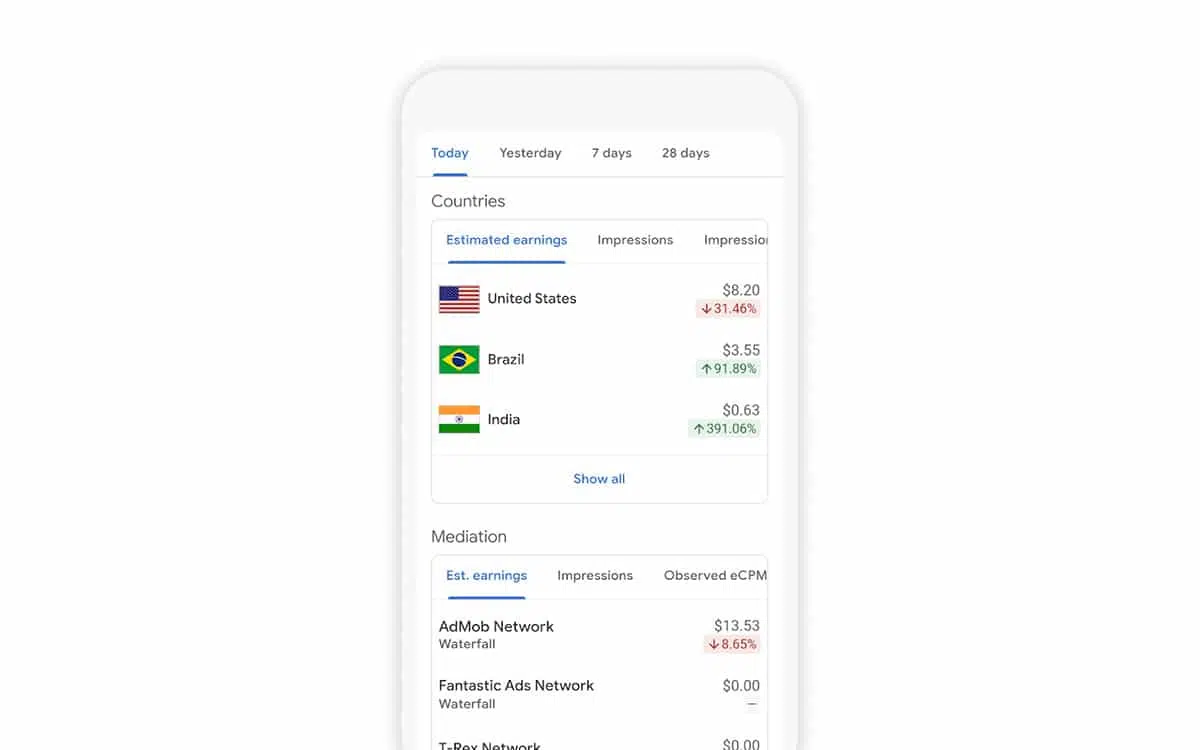 Today Yesterday 7 days 28 days
Countries
Estimated earnings Impressions
United States $8.20
↓31.46%
Brazil $3.55
↑91.89%
India $0.63
↑391.06%
Show all
Mediation
Est. earnings Impressions Observed eCPM
AdMob Network $13.53
Waterfall ↓8.65%
Fantastic Ads Network $0.00
Waterfall –
T-Rex Network $0.00